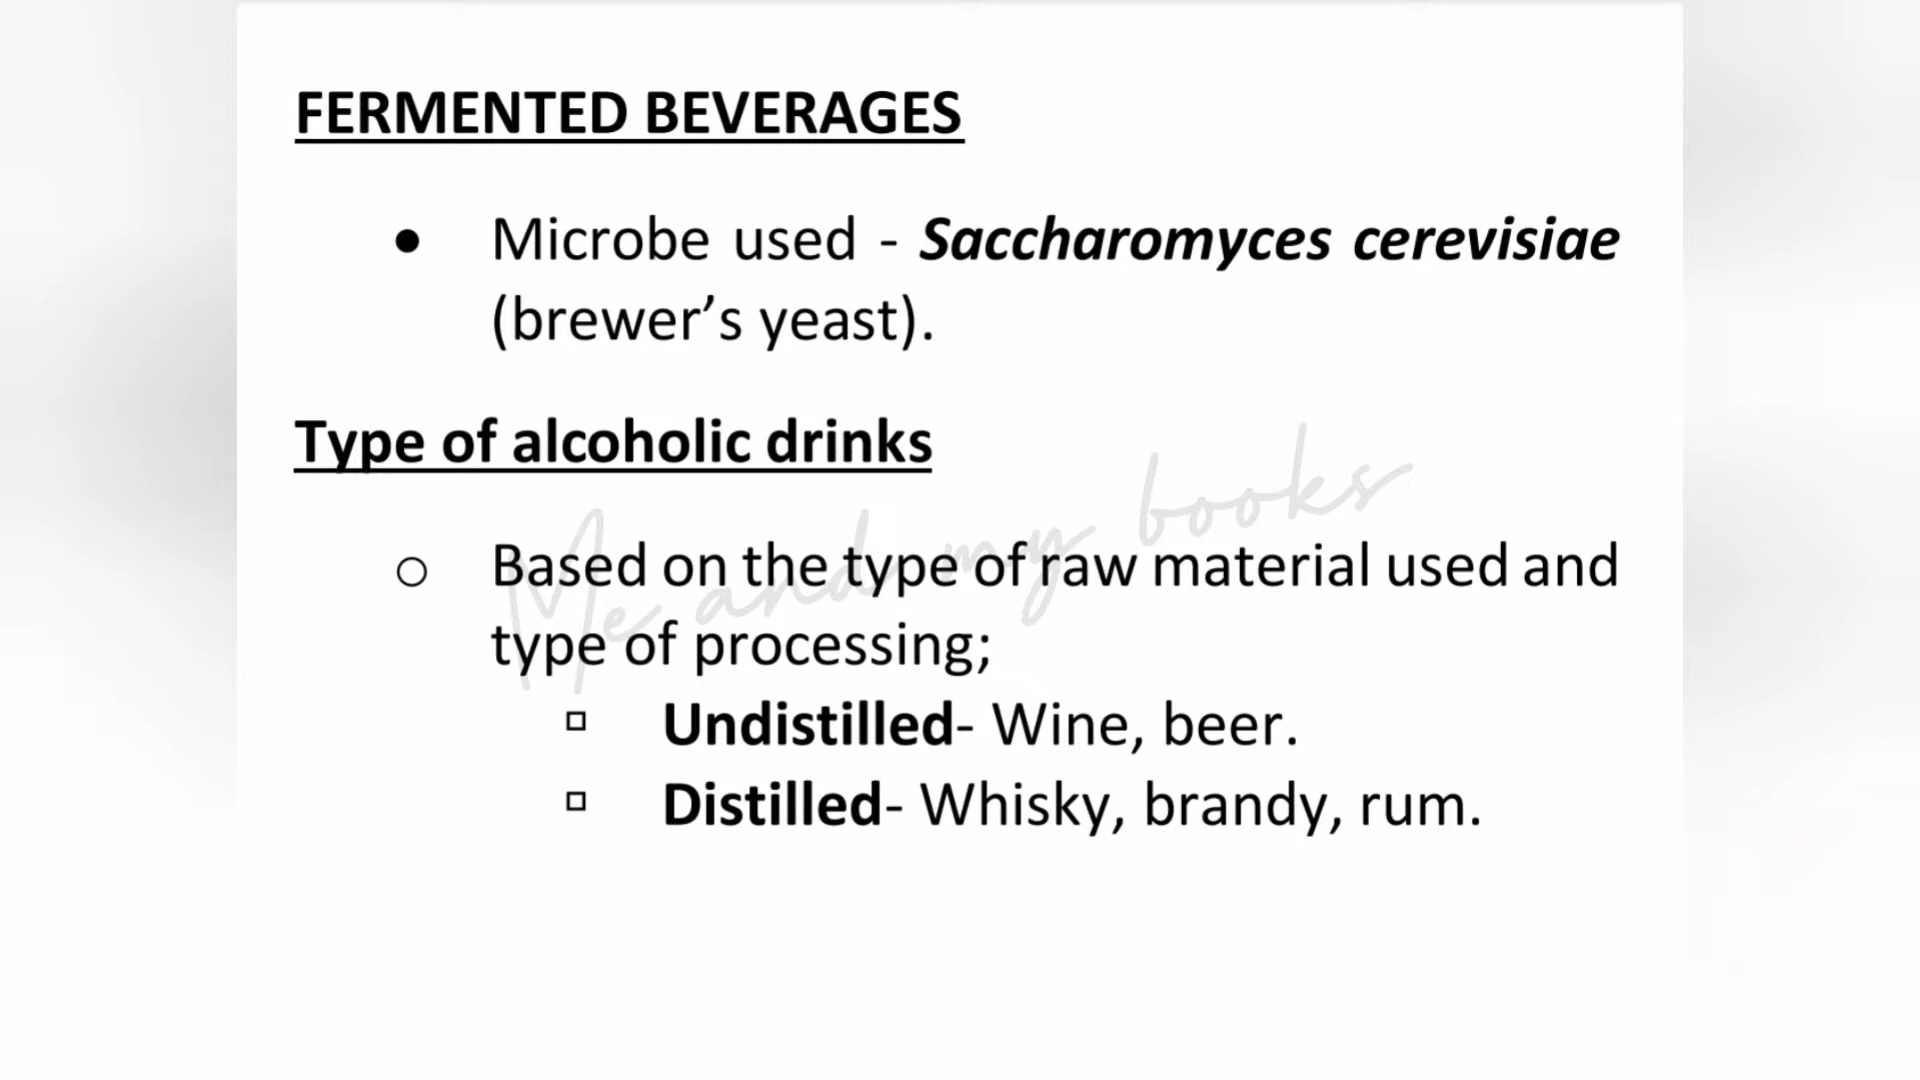 FERMENTED BEVERAGES
• Microbe used - Saccharomyces cerevisiae
(brewer’s yeast).
Type of alcoholic drinks
Me and my books
○ Based on the type of raw material used and
type of processing;
▫ Undistilled- Wine, beer.
▫ Distilled- Whisky, brandy, rum.